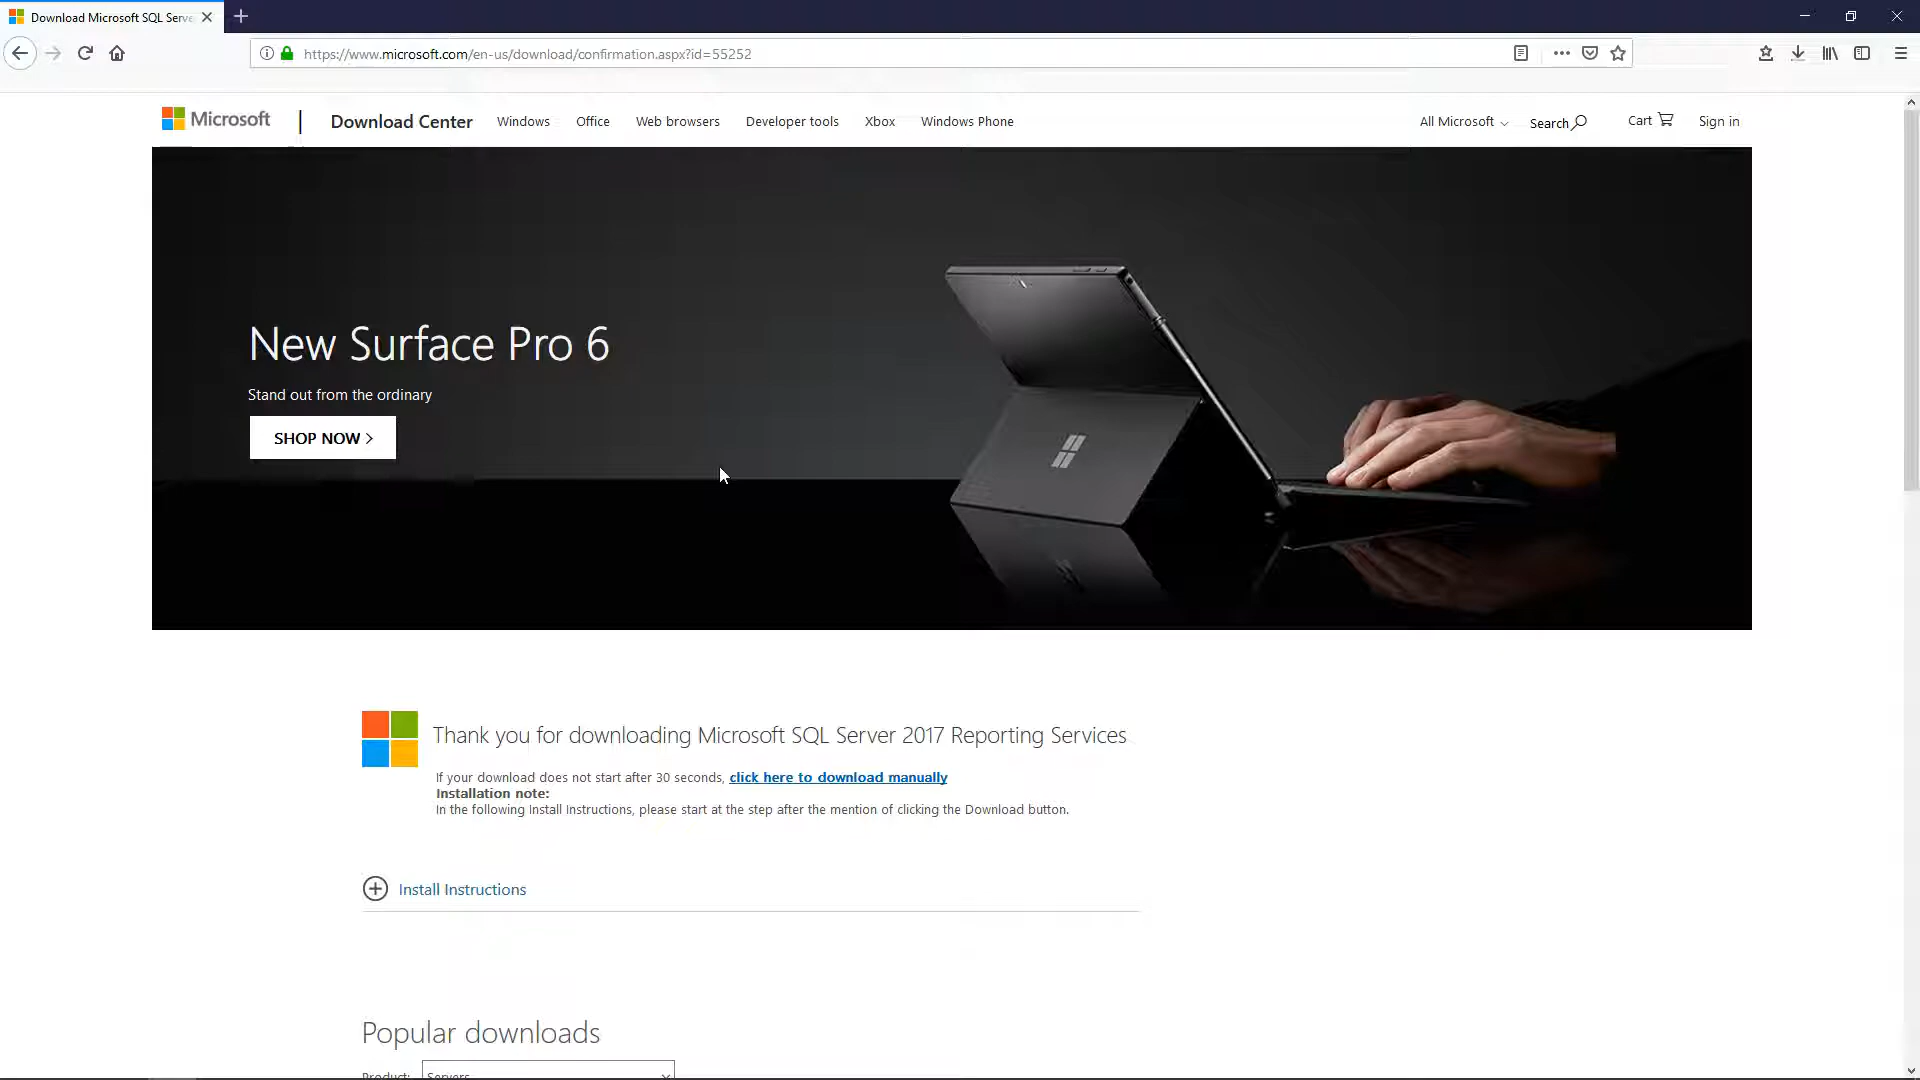 Download Microsoft SQL Serve
https://www.microsoft.com/en-us/download/confirmation.aspx?id=55252
Microsoft
Download Center
Windows
Office
Web browsers
Developer tools
Xbox
Windows Phone
All Microsoft
Search
Cart
Sign in
New Surface Pro 6
Stand out from the ordinary
SHOP NOW >
Thank you for downloading Microsoft SQL Server 2017 Reporting Services
If your download does not start after 30 seconds, click here to download manually
Installation note:
In the following Install Instructions, please start at the step after the mention of clicking the Download button.
Install Instructions
Popular downloads
Product: Servers